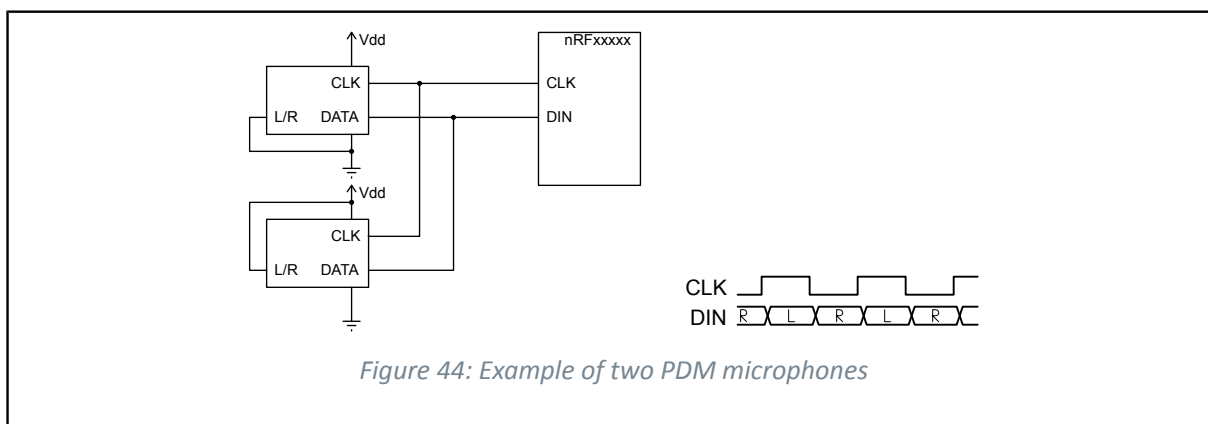 Vdd
nRFxxxxx
CLK
CLK
L/R
DATA
DIN
Vdd
CLK
L/R
DATA
CLK
DIN
R
L
R
L
R
Figure 44: Example of two PDM microphones